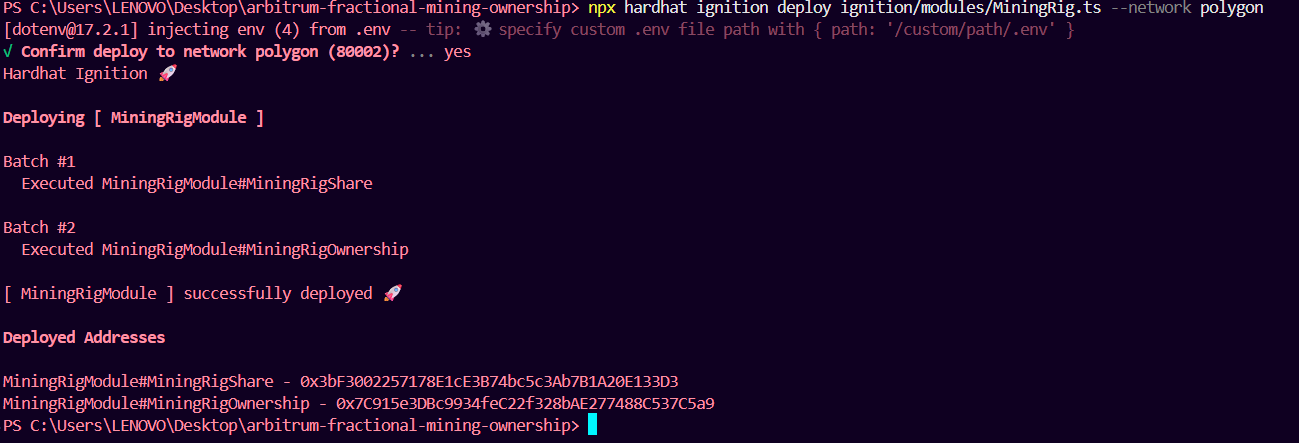 PS C:\Users\LENOVO\Desktop\arbitrum-fractional-mining-ownership> npx hardhat ignition deploy ignition/modules/MiningRig.ts --network polygon
[dotenv@17.2.1] injecting env (4) from .env -- tip: ⚙️ specify custom .env file path with { path: '/custom/path/.env' }
√ Confirm deploy to network polygon (80002)? ... yes
Hardhat Ignition 🚀
Deploying [ MiningRigModule ]
Batch #1
Executed MiningRigModule#MiningRigShare
Batch #2
Executed MiningRigModule#MiningRigOwnership
[ MiningRigModule ] successfully deployed 🚀
Deployed Addresses
MiningRigModule#MiningRigShare - 0x3bF3002257178E1cE3B74bc5c3Ab7B1A20E133D3
MiningRigModule#MiningRigOwnership - 0x7C915e3DBc9934feC22f328bAE277488C537C5a9
PS C:\Users\LENOVO\Desktop\arbitrum-fractional-mining-ownership>